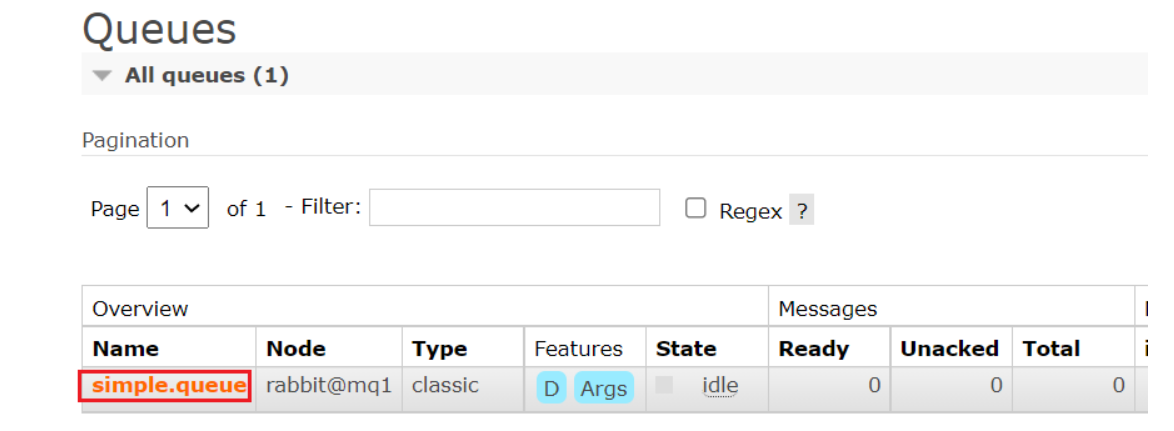 Queues
All queues (1)
Pagination
Page 1 of 1 - Filter: Regex ?
Overview Messages
Name Node Type Features State Ready Unacked Total
simple.queue rabbit@mq1 classic D Args idle 0 0 0